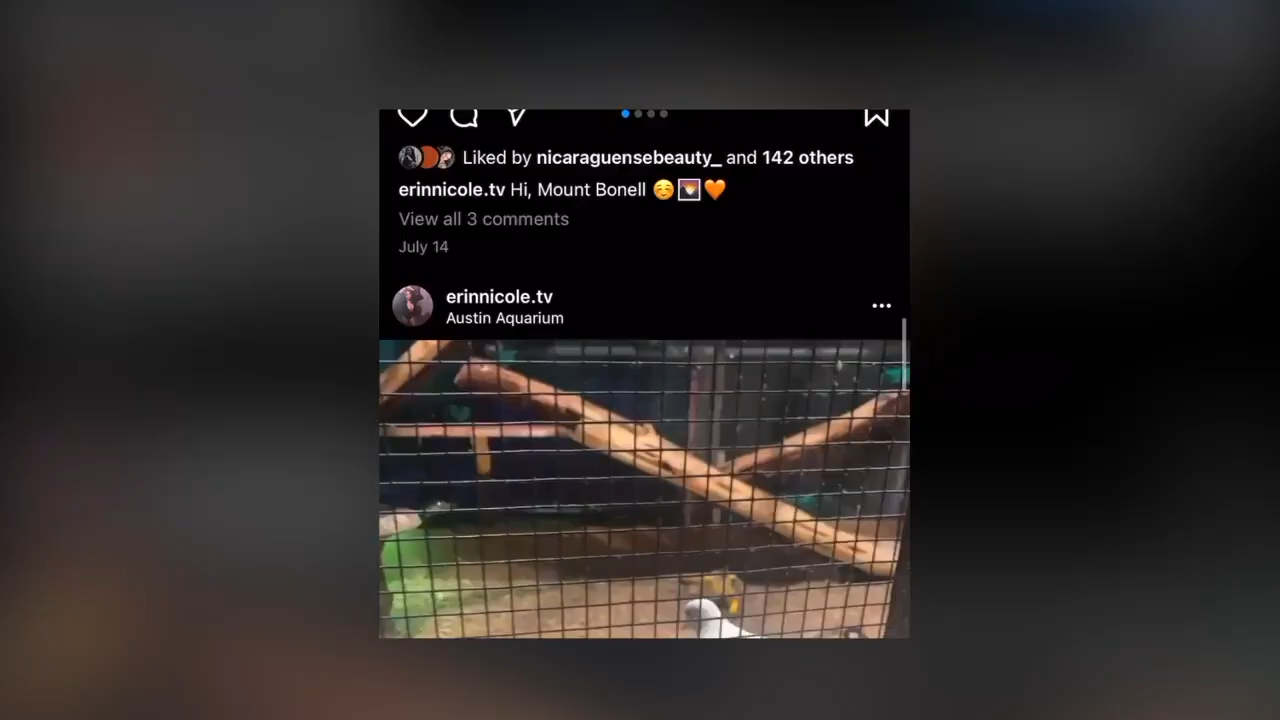 Liked by nicaraguensebeauty_ and 142 others
erinnicole.tv Hi, Mount Bonell ☺️🌄🧡
View all 3 comments
July 14
erinnicole.tv
Austin Aquarium